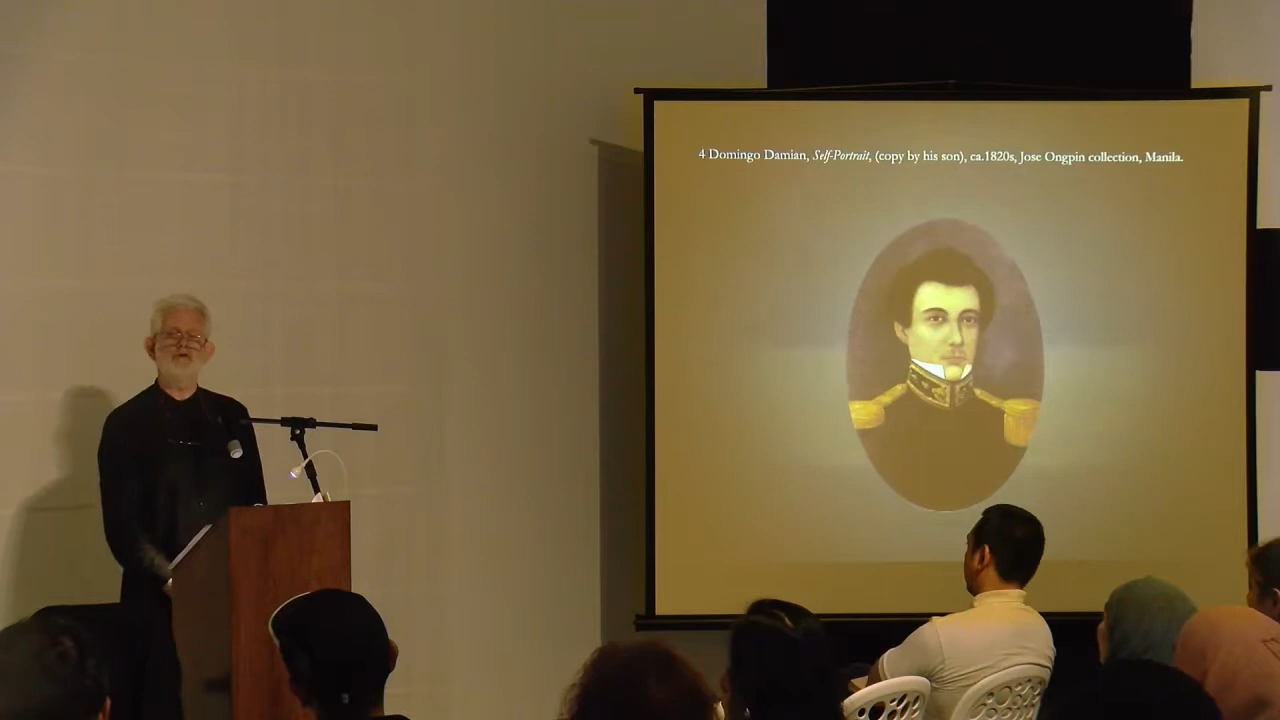 4 Domingo Damian, Self-Portrait, (copy by his son), ca.1820s, Jose Ongpin collection, Manila.